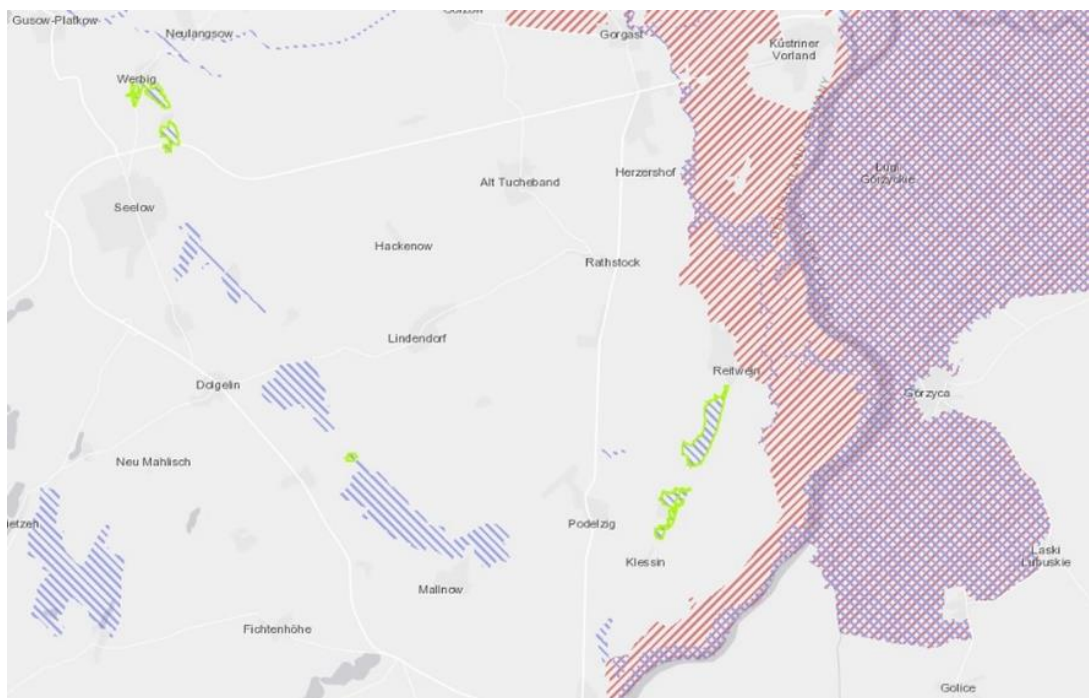 Gusow-Platkow
Neulangsow
Gorgast
Küstriner
Vorland
Werbig
Alt Tucheband
Herzershof
Ługi
Górzyckie
Seelow
Hackenow
Rathstock
Lindendorf
Reitwein
Dolgelin
Górzyca
Neu Mahlisch
Podelzig
Klessin
Laski
Lubuskie
Mallnow
Fichtenhöhe
Golice